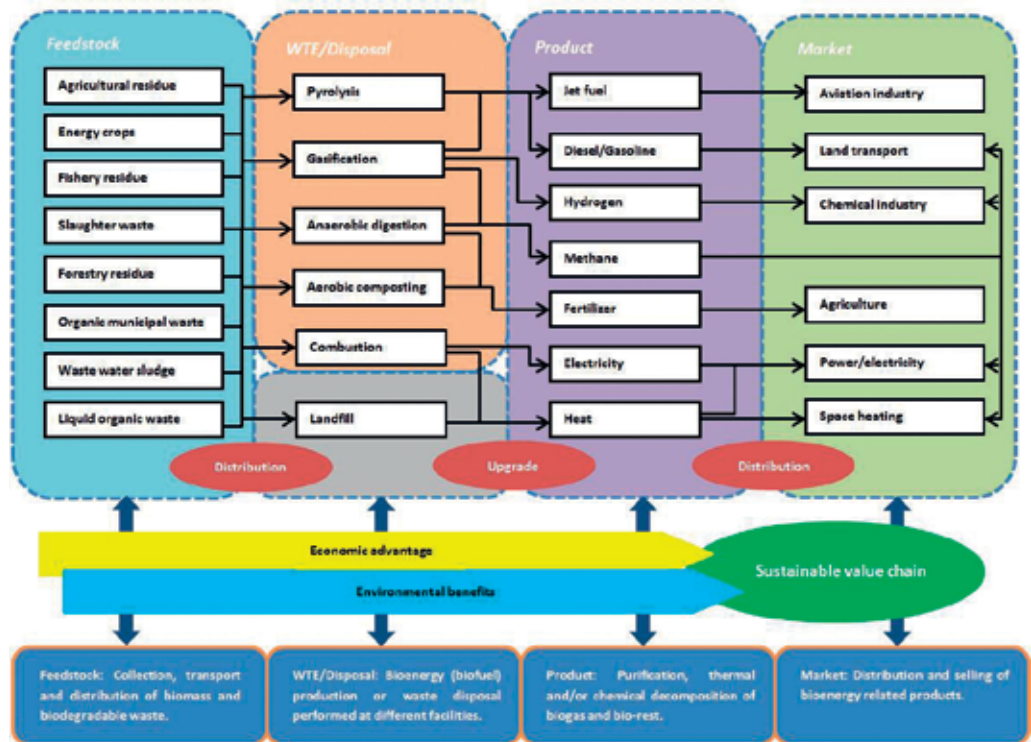 Feedstock
Agricultural residue
Energy crops
Fishery residue
Slaughter waste
Forestry residue
Organic municipal waste
Waste water sludge
Liquid organic waste
WTE/Disposal
Pyrolysis
Gasification
Anaerobic digestion
Aerobic composting
Combustion
Landfill
Product
Jet fuel
Diesel/Gasoline
Hydrogen
Methane
Fertilizer
Electricity
Heat
Market
Aviation industry
Land transport
Chemical industry
Agriculture
Power/electricity
Space heating
Distribution
Upgrade
Distribution
Economic advantage
Environmental benefits
Sustainable value chain
Feedstock: Collection, transport
and distribution of biomass and
biodegradable waste.
WTE/Disposal: Bioenergy (biofuel)
production or waste disposal
performed at different facilities.
Product: Purification, thermal
and/or chemical decomposition of
biogas and bio-rest.
Market: Distribution and selling of
bioenergy related products.